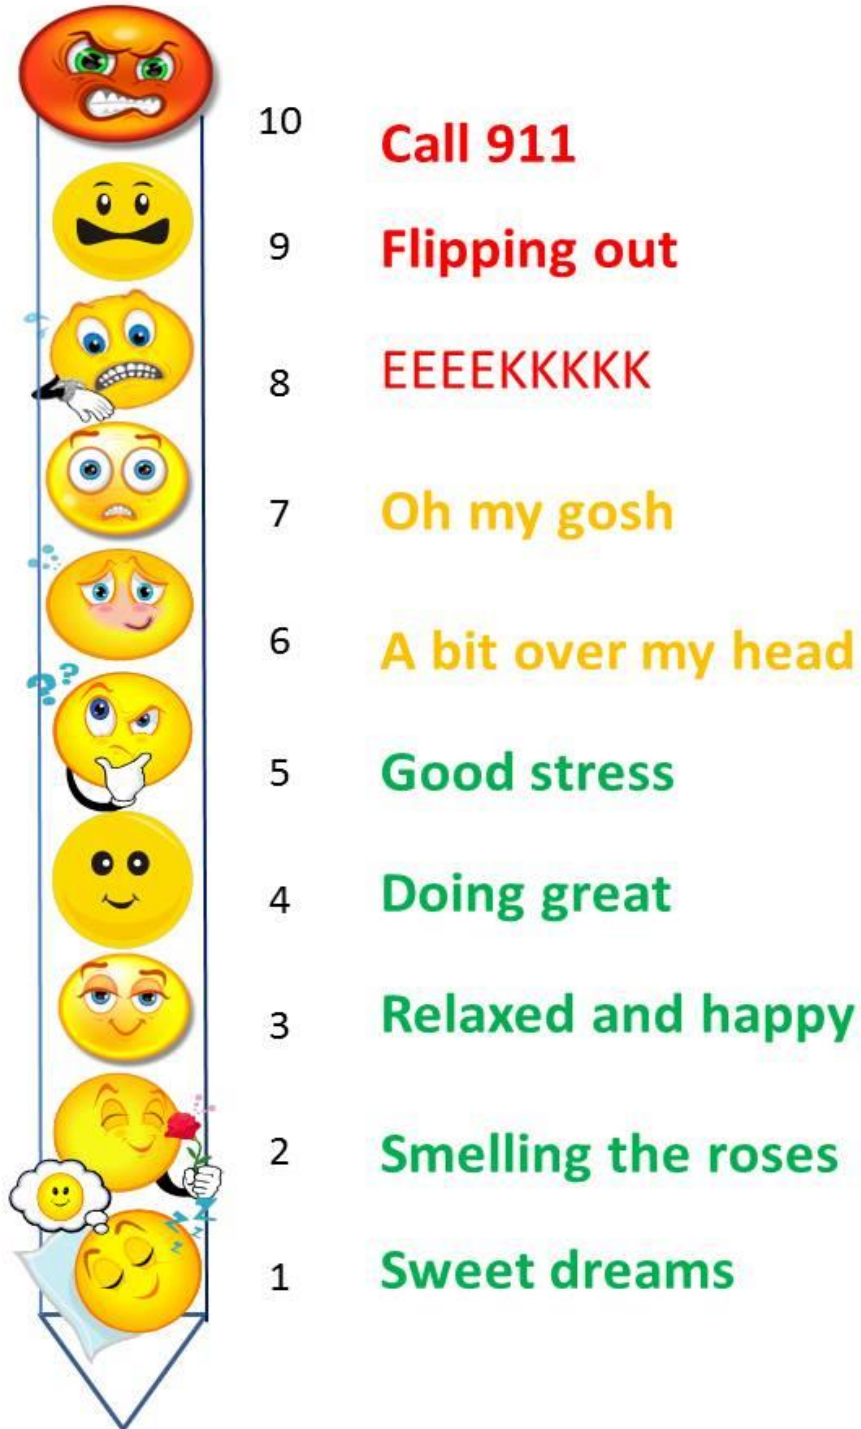 10 Call 911
9 Flipping out
8 EEEEKKKKK
7 Oh my gosh
6 A bit over my head
5 Good stress
4 Doing great
3 Relaxed and happy
2 Smelling the roses
1 Sweet dreams